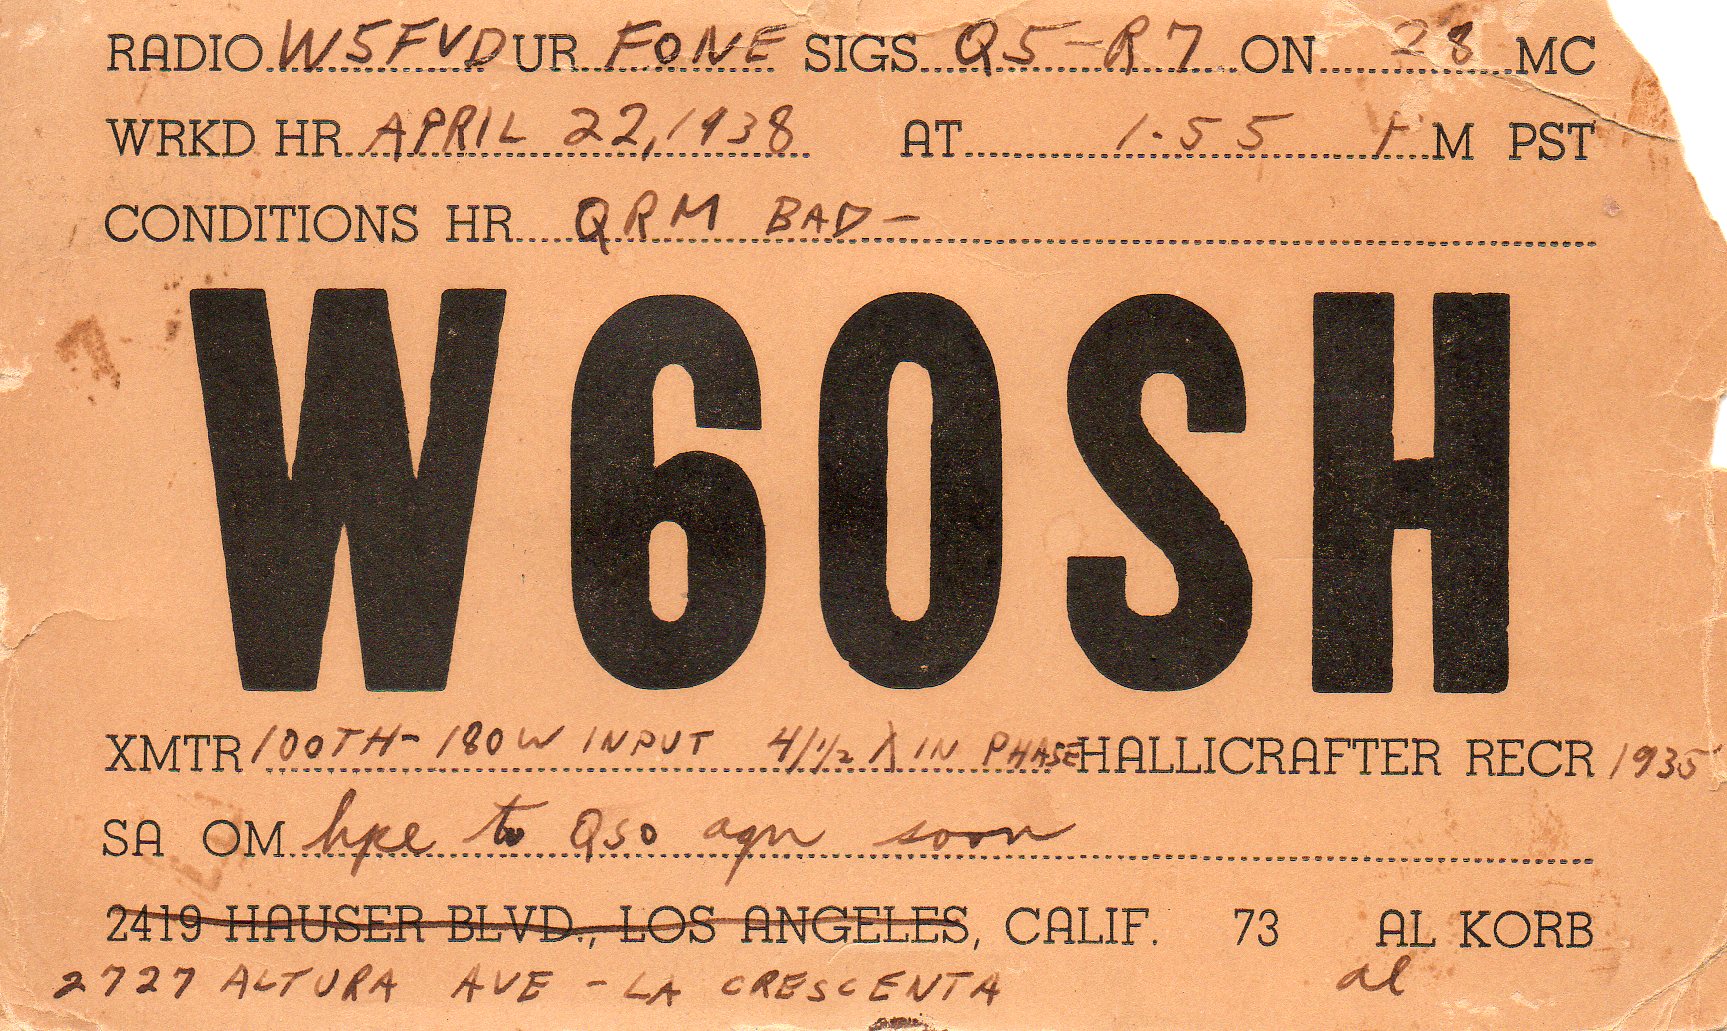 RADIO W5FVD UR FONE SIGS Q5-R7 ON 28 MC
WRKD HR APRIL 22, 1938 AT 1.55 M PST
CONDITIONS HR QRM BAD-
W6OSH
XMTR 100TH- 180W INPUT 4/1/2 λ IN PHASE HALLICRAFTER RECR 1935
SA OM hpe to QSO agn soon
2419 HAUSER BLVD., LOS ANGELES, CALIF. 73 AL KORB
2727 ALTURA AVE - LA CRESCENTA al